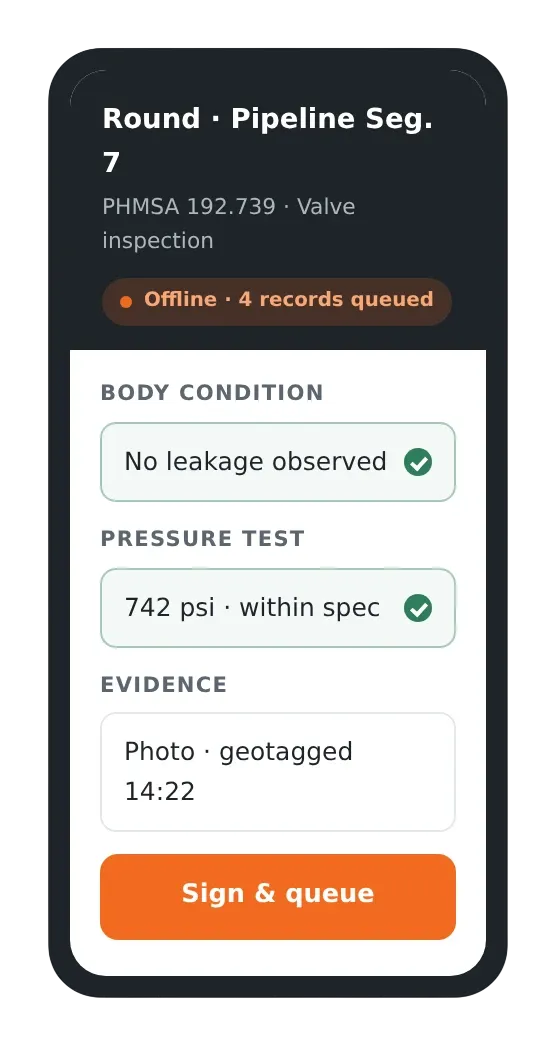 Round · Pipeline Seg.
7
PHMSA 192.739 · Valve
inspection
Offline · 4 records queued
BODY CONDITION
No leakage observed
PRESSURE TEST
742 psi · within spec
EVIDENCE
Photo · geotagged
14:22
Sign & queue